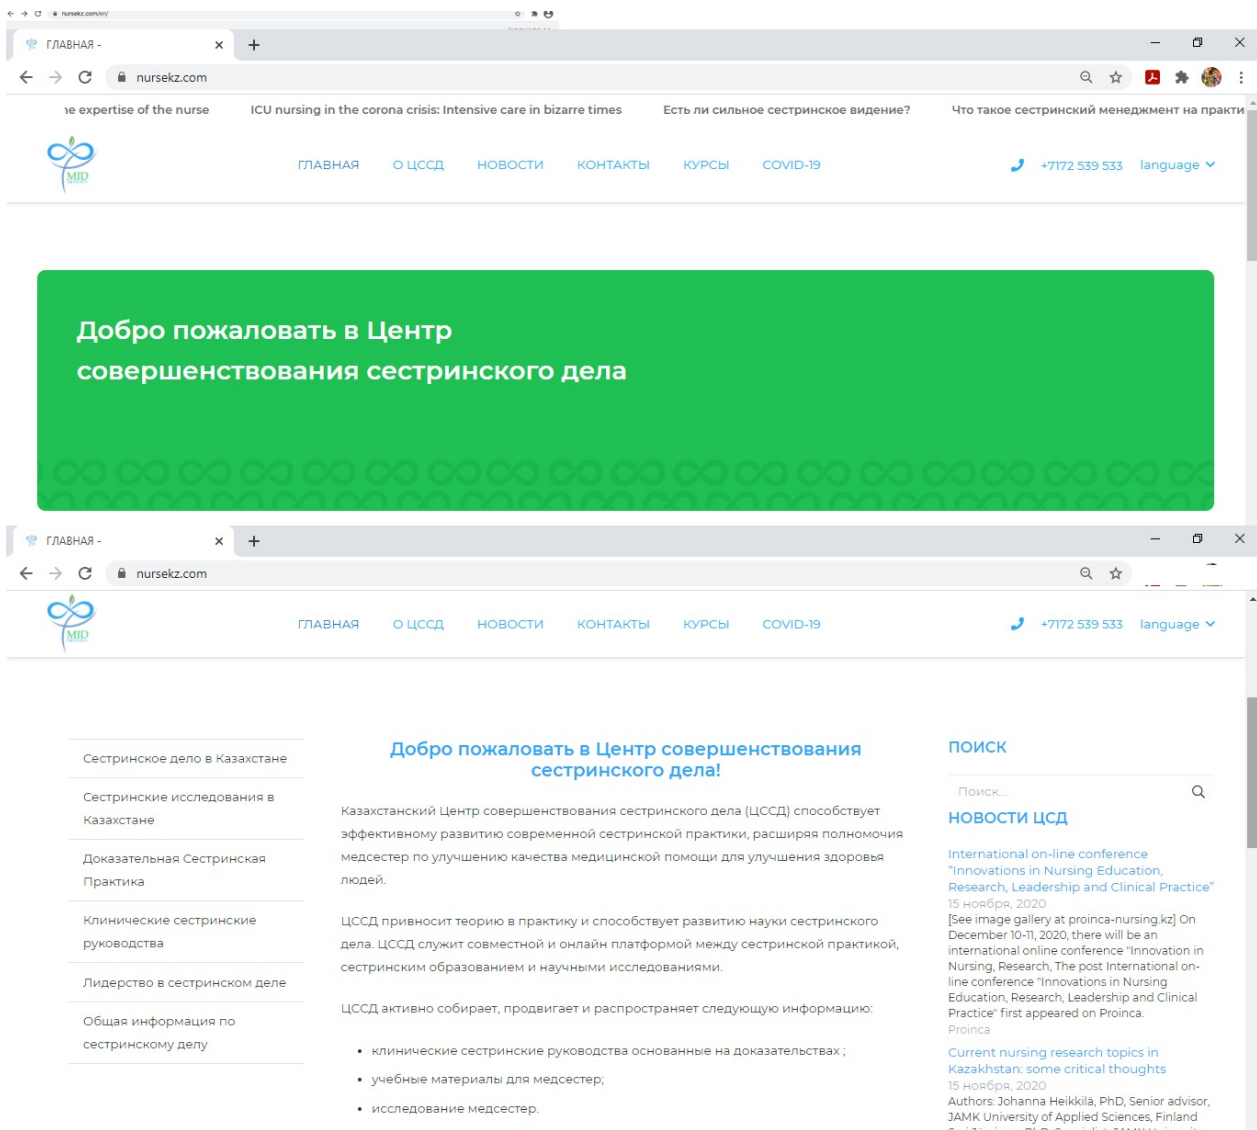 nursekz.com/en/
ГЛАВНАЯ -
nursekz.com
he expertise of the nurse ICU nursing in the corona crisis: Intensive care in bizarre times Есть ли сильное сестринское видение? Что такое сестринский менеджмент на практи
MID
ГЛАВНАЯ О ЦССД НОВОСТИ КОНТАКТЫ КУРСЫ COVID-19 +7172 539 533 language
Добро пожаловать в Центр
совершенствования сестринского дела
ГЛАВНАЯ -
nursekz.com
MID
ГЛАВНАЯ О ЦССД НОВОСТИ КОНТАКТЫ КУРСЫ COVID-19 +7172 539 533 language
Сестринское дело в Казахстане
Сестринские исследования в
Казахстане
Доказательная Сестринская
Практика
Клинические сестринские
руководства
Лидерство в сестринском деле
Общая информация по
сестринскому делу
Добро пожаловать в Центр совершенствования
сестринского дела!
Казахстанский Центр совершенствования сестринского дела (ЦССД) способствует
эффективному развитию современной сестринской практики, расширяя полномочия
медсестер по улучшению качества медицинской помощи для улучшения здоровья
людей.
ЦССД привносит теорию в практику и способствует развитию науки сестринского
дела. ЦССД служит совместной и онлайн платформой между сестринской практикой,
сестринским образованием и научными исследованиями.
ЦССД активно собирает, продвигает и распространяет следующую информацию:
• клинические сестринские руководства основанные на доказательствах ;
• учебные материалы для медсестер;
• исследование медсестер.
ПОИСК
Поиск...
НОВОСТИ ЦСД
International on-line conference
“Innovations in Nursing Education,
Research, Leadership and Clinical Practice”
15 ноября, 2020
[See image gallery at proinca-nursing.kz] On
December 10-11, 2020, there will be an
international online conference "Innovation in
Nursing, Research, The post International on-
line conference "Innovations in Nursing
Education, Research, Leadership and Clinical
Practice" first appeared on Proinca.
Proinca
Current nursing research topics in
Kazakhstan: some critical thoughts
15 ноября, 2020
Authors: Johanna Heikkilä, PhD, Senior advisor,
JAMK University of Applied Sciences, Finland